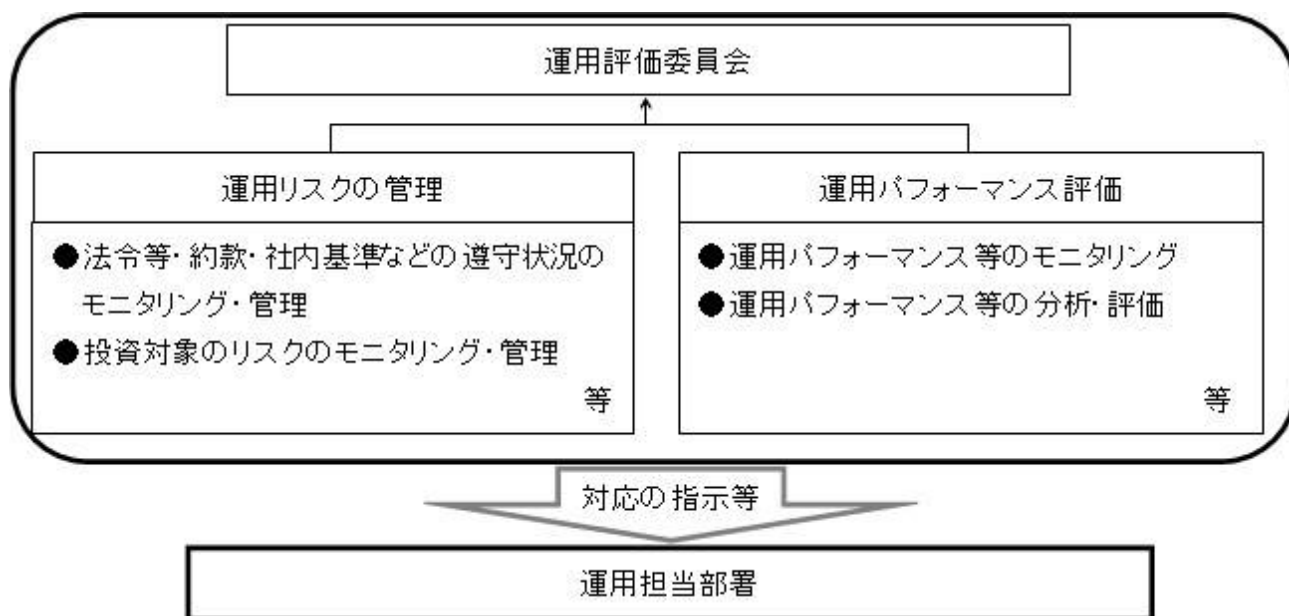 運用評価委員会
運用リスクの管理
●法令等・約款・社内基準などの遵守状況の
モニタリング・管理
●投資対象のリスクのモニタリング・管理
等
運用パフォーマンス評価
●運用パフォーマンス等のモニタリング
●運用パフォーマンス等の分析・評価
等
対応の指示等
運用担当部署